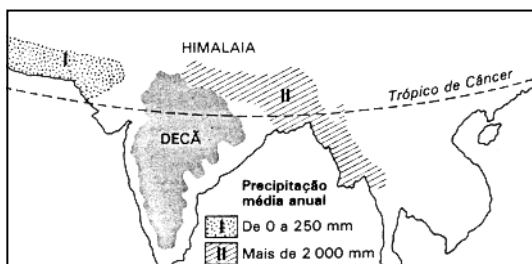 I
HIMALAIA
II
Trópico de Câncer
DECÃ
Precipitação
média anual
I De 0 a 250 mm
II Mais de 2 000 mm